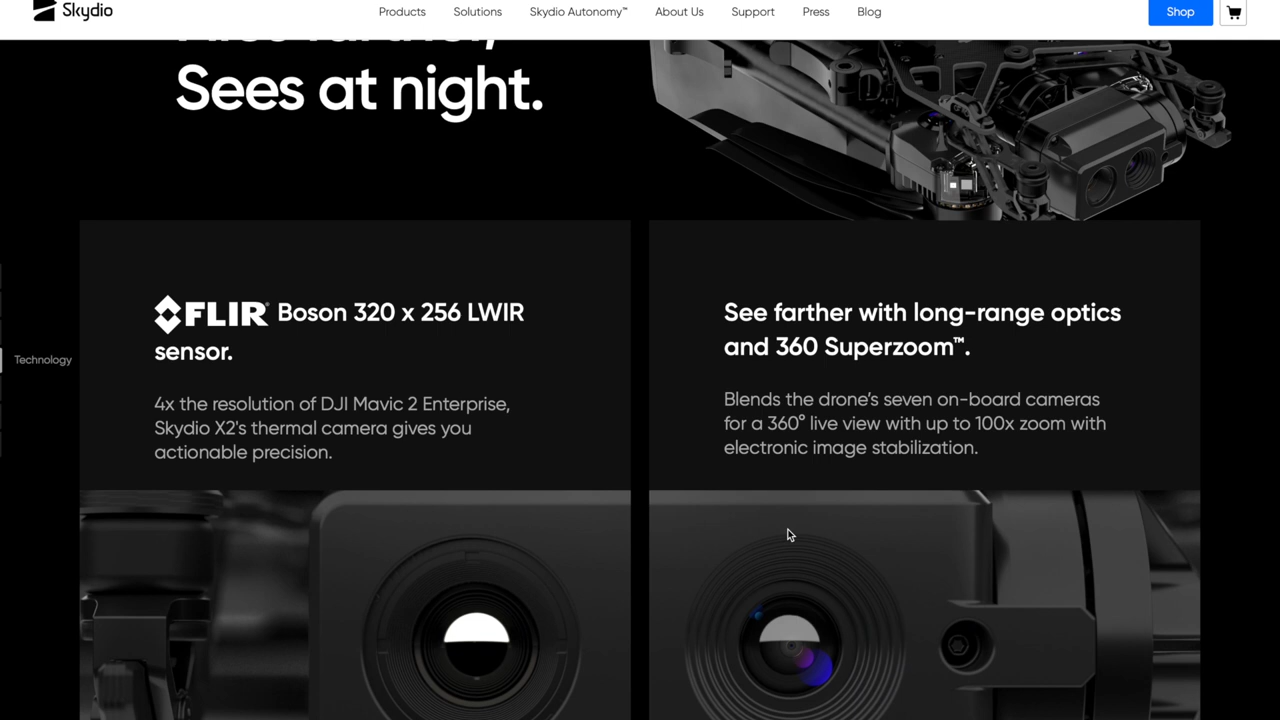 Skydio
Products Solutions Skydio Autonomy™ About Us Support Press Blog
Shop
Sees at night.
Technology
FLIR® Boson 320 x 256 LWIR
sensor.
4x the resolution of DJI Mavic 2 Enterprise,
Skydio X2's thermal camera gives you
actionable precision.
See farther with long-range optics
and 360 Superzoom™.
Blends the drone's seven on-board cameras
for a 360° live view with up to 100x zoom with
electronic image stabilization.